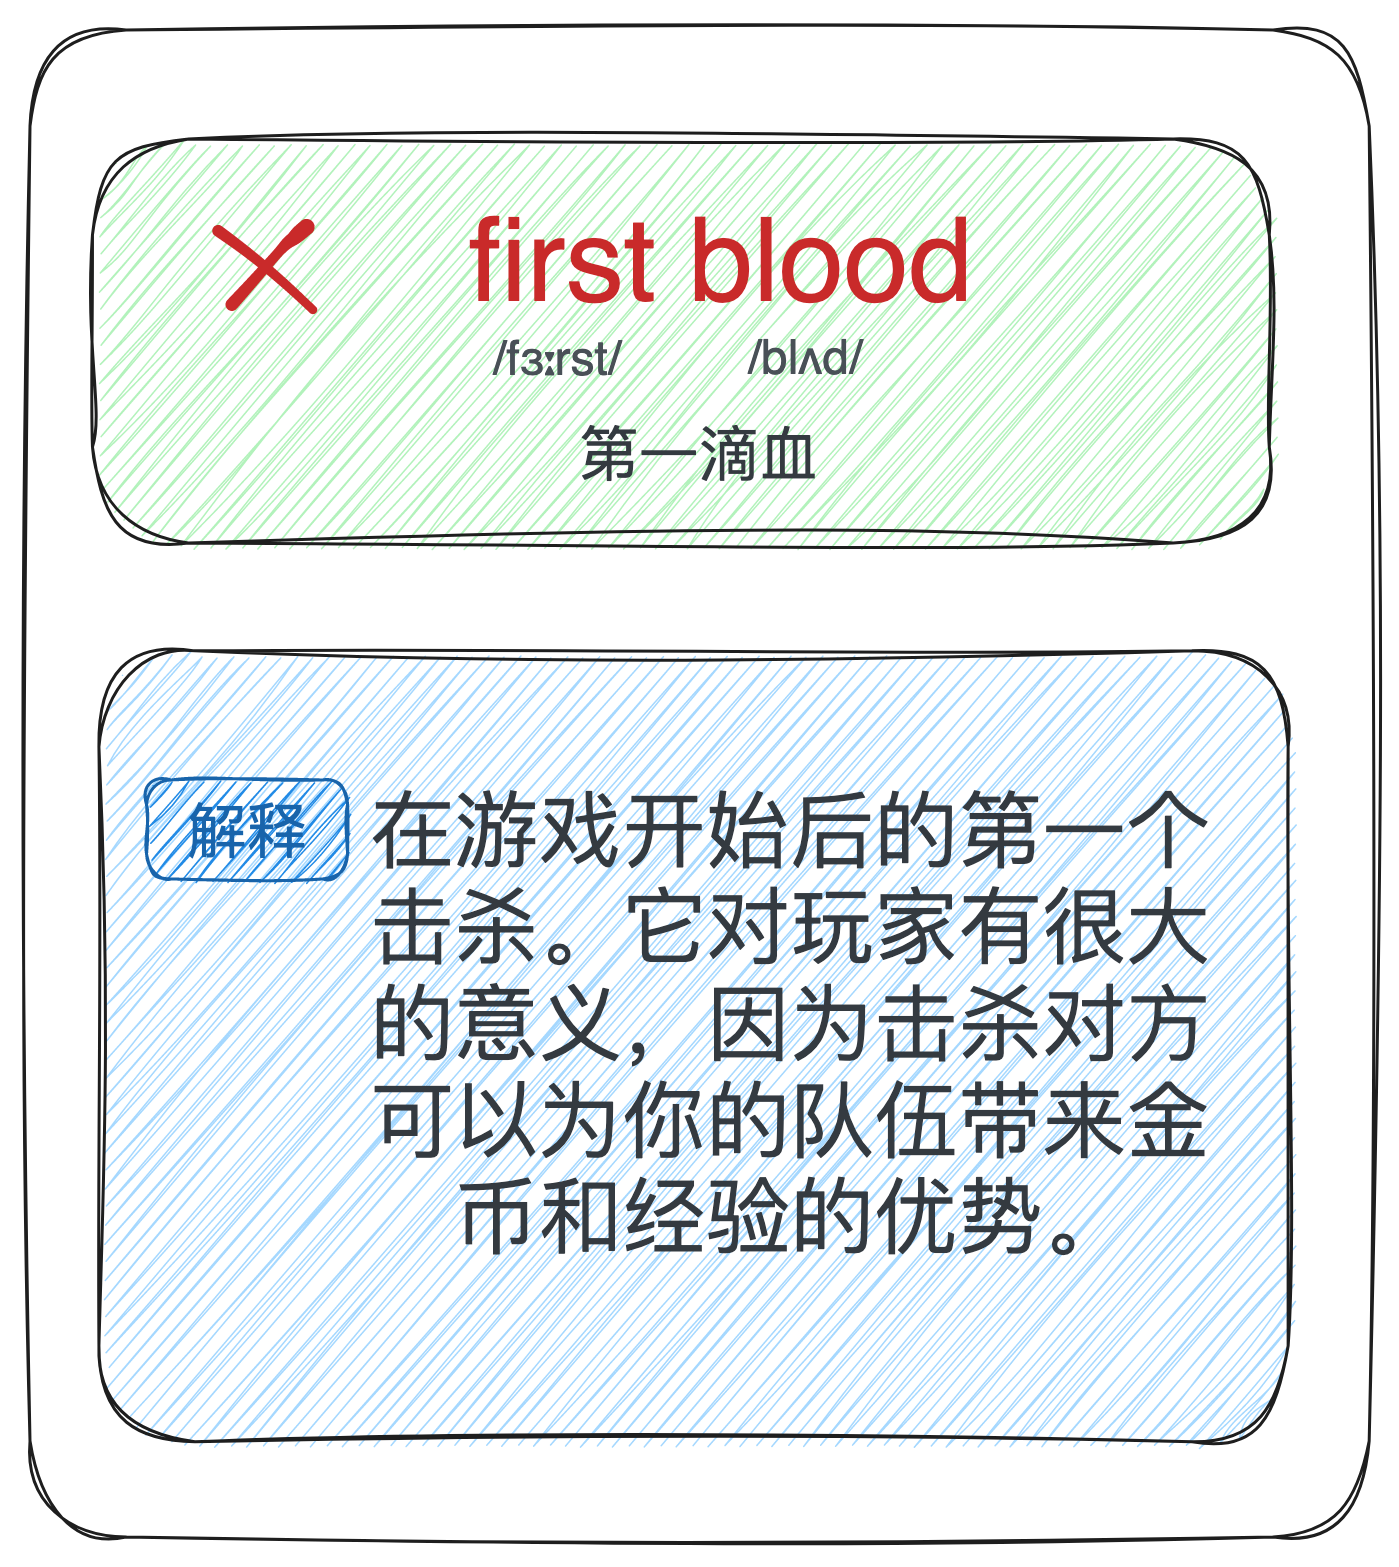 first blood
/fɜːrst/ /blʌd/
第一滴血
解释
在游戏开始后的第一个
击杀。它对玩家有很大
的意义，因为击杀对方
可以为你的队伍带来金
币和经验的优势。